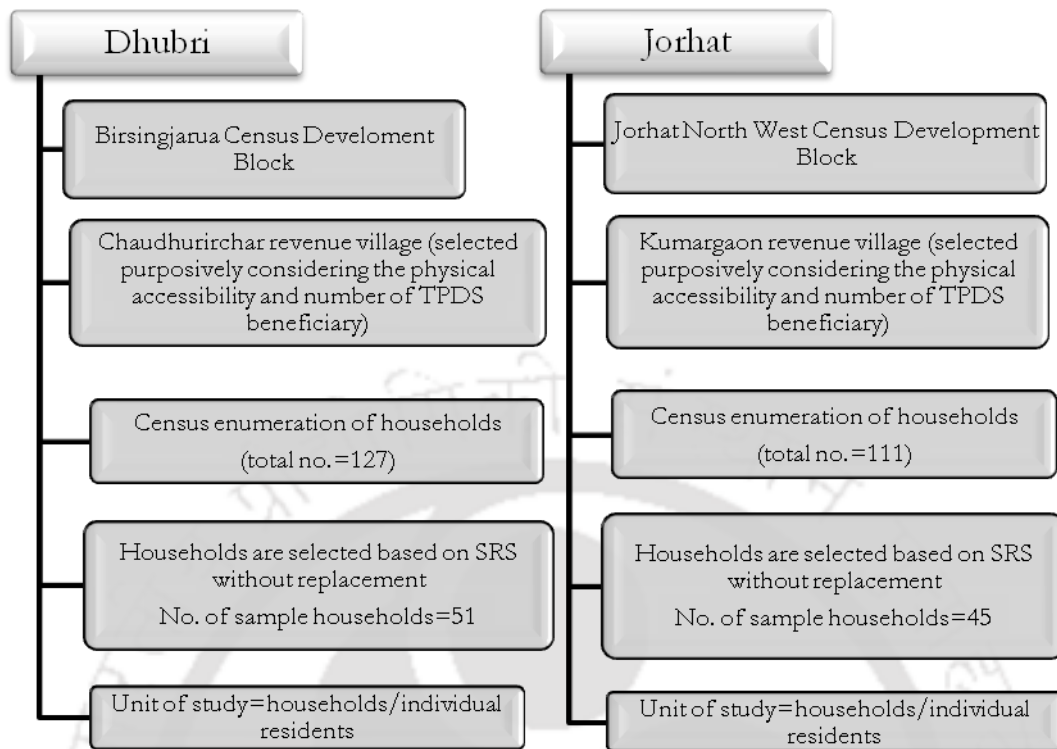 Dhubri
Birsingjarua Census Develoment
Block
Chaudhurirchar revenue village (selected
purposively considering the physical
accessibility and number of TPDS
beneficiary)
Census enumeration of households
(total no.=127)
Households are selected based on SRS
without replacement
No. of sample households=51
Unit of study=households/individual
residents
Jorhat
Jorhat North West Census Development
Block
Kumargaon revenue village (selected
purposively considering the physical
accessibility and number of TPDS
beneficiary)
Census enumeration of households
(total no.=111)
Households are selected based on SRS
without replacement
No. of sample households=45
Unit of study=households/individual
residents